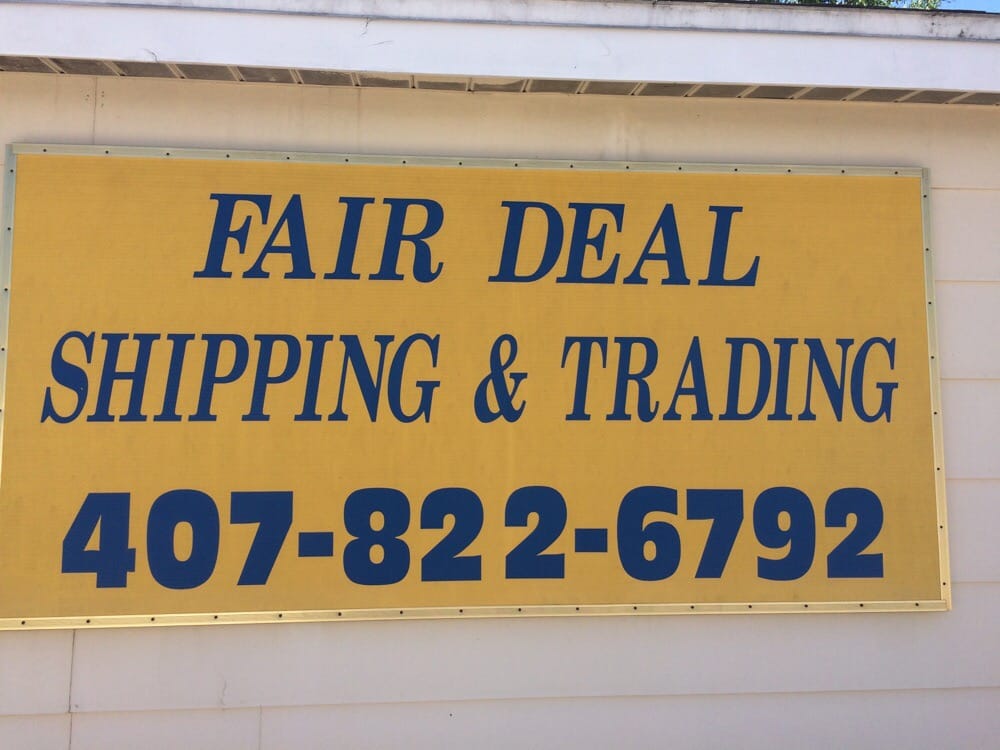 FAIR DEAL
SHIPPING & TRADING
407-822-6792